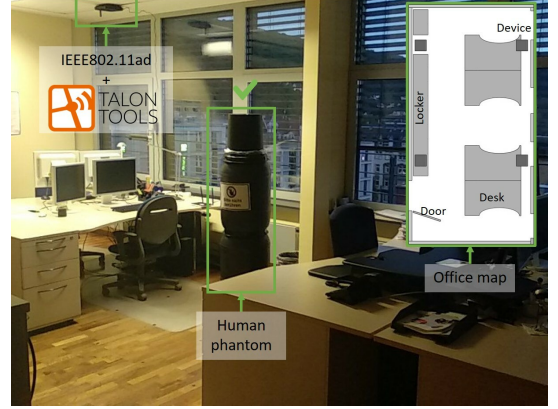 IEEE802.11ad
+
TALON
TOOLS
Device
Locker
Desk
Door
Office map
Human
phantom